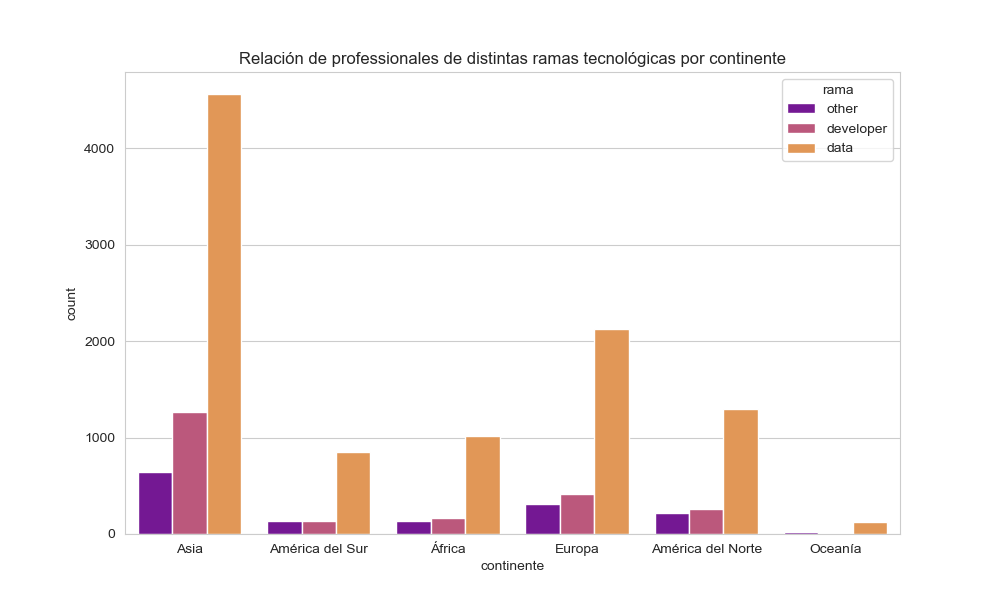 Relación de professionales de distintas ramas tecnológicas por continente
rama
other
developer
data
4000
3000
2000
1000
0
count
Asia
América del Sur
África
Europa
América del Norte
Oceanía
continente